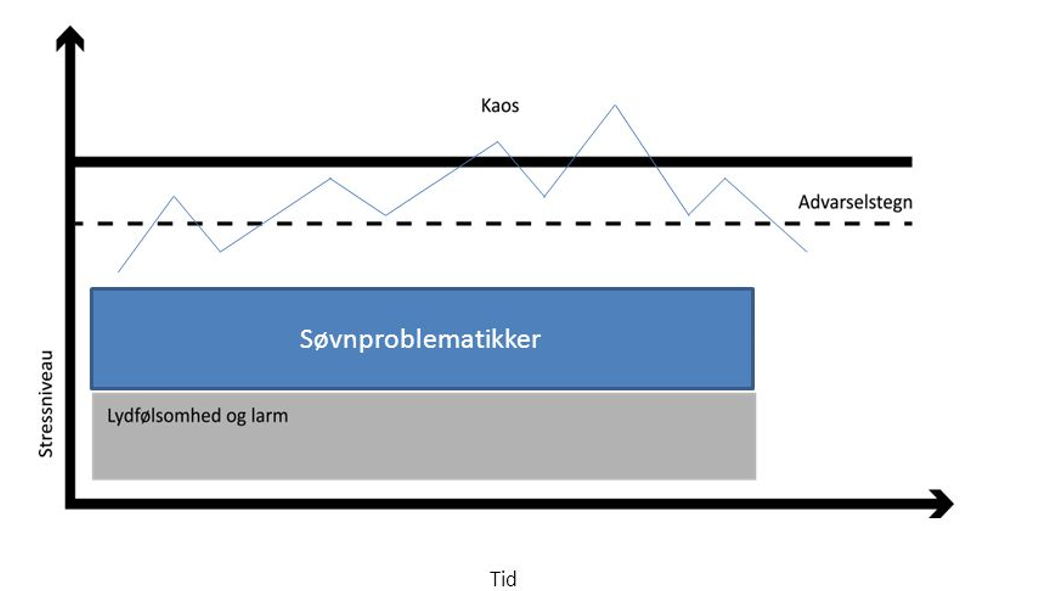 Kaos
Advarselstegn
Søvnproblematikker
Lydfølsomhed og larm
Stressniveau
Tid